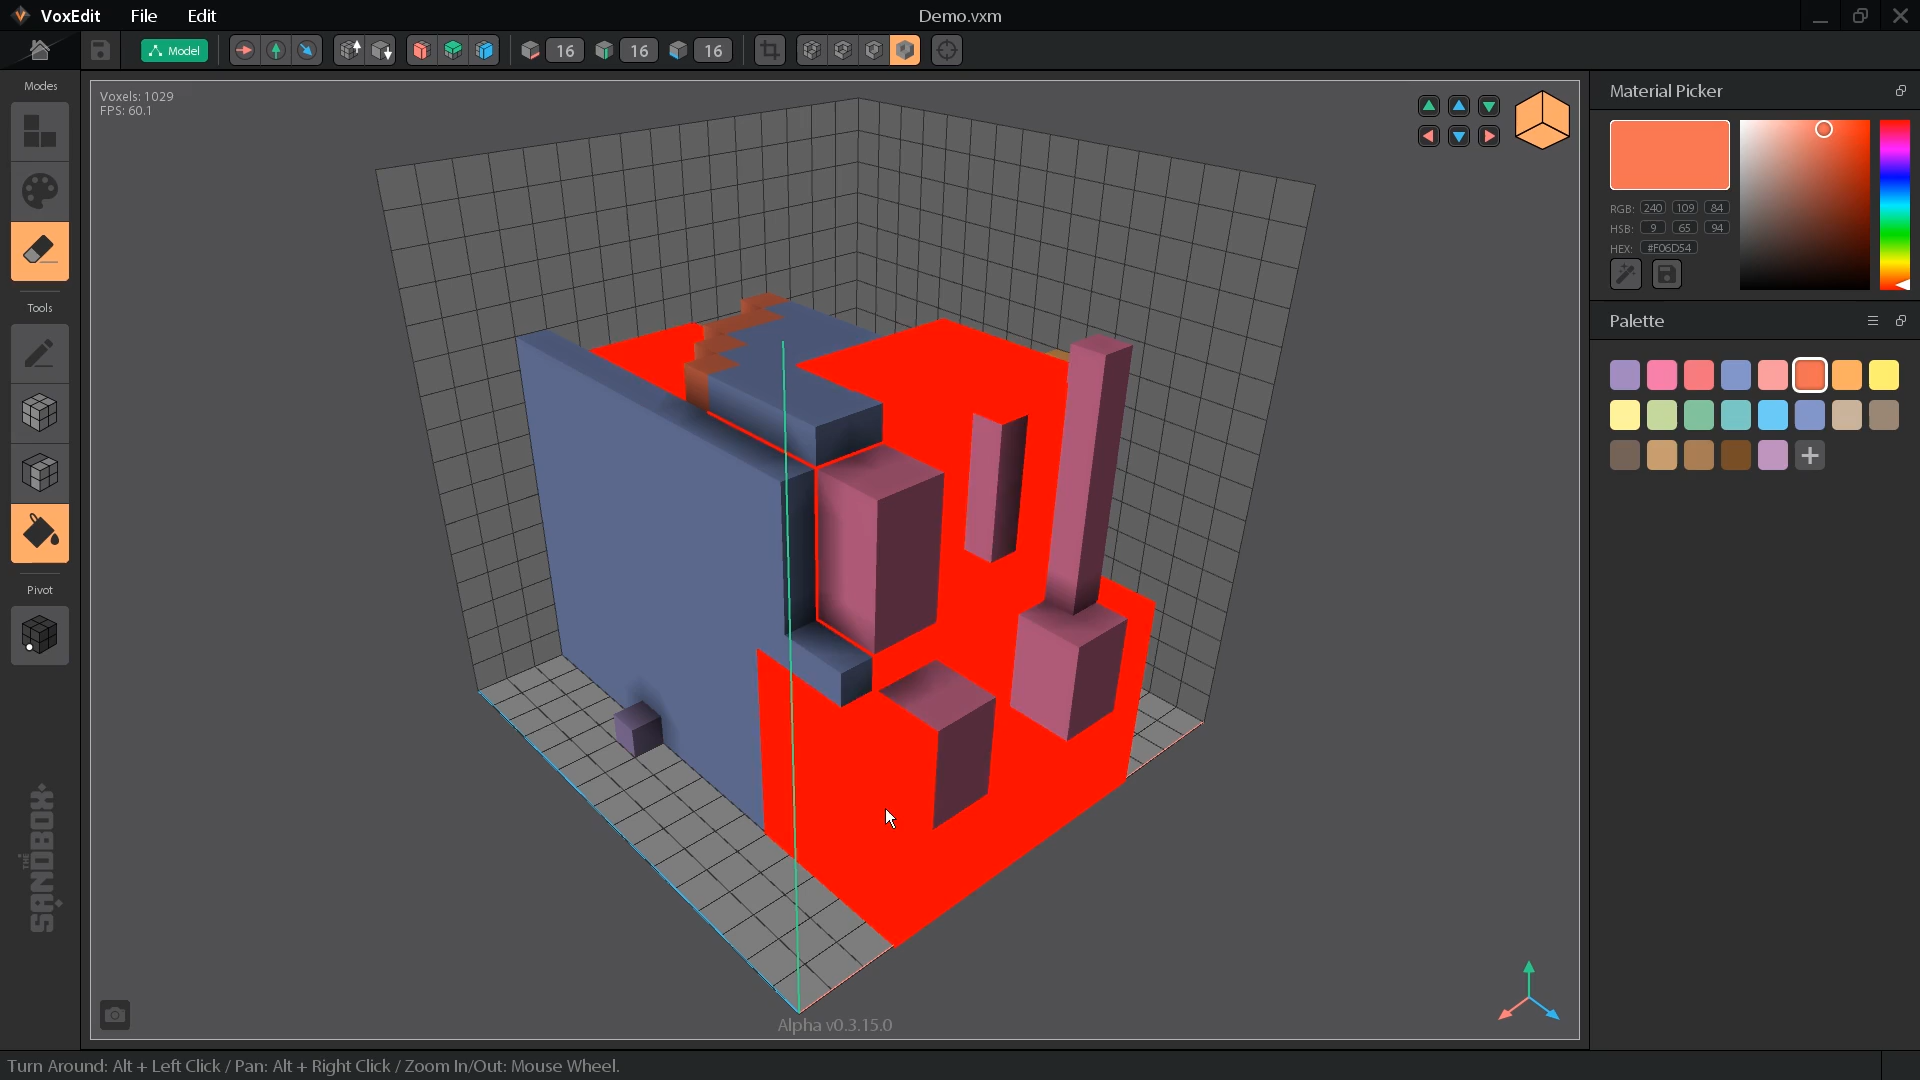 VoxEdit File Edit Demo.vxm
Model 16 16 16
Modes
Voxels: 1029
FPS: 60.1
Tools
Pivot
THE SANDBOX
Alpha v0.3.15.0
Material Picker
RGB: 240 109 84
HSB: 9 65 94
HEX: #F06D54
Palette
Turn Around: Alt + Left Click / Pan: Alt + Right Click / Zoom In/Out: Mouse Wheel.